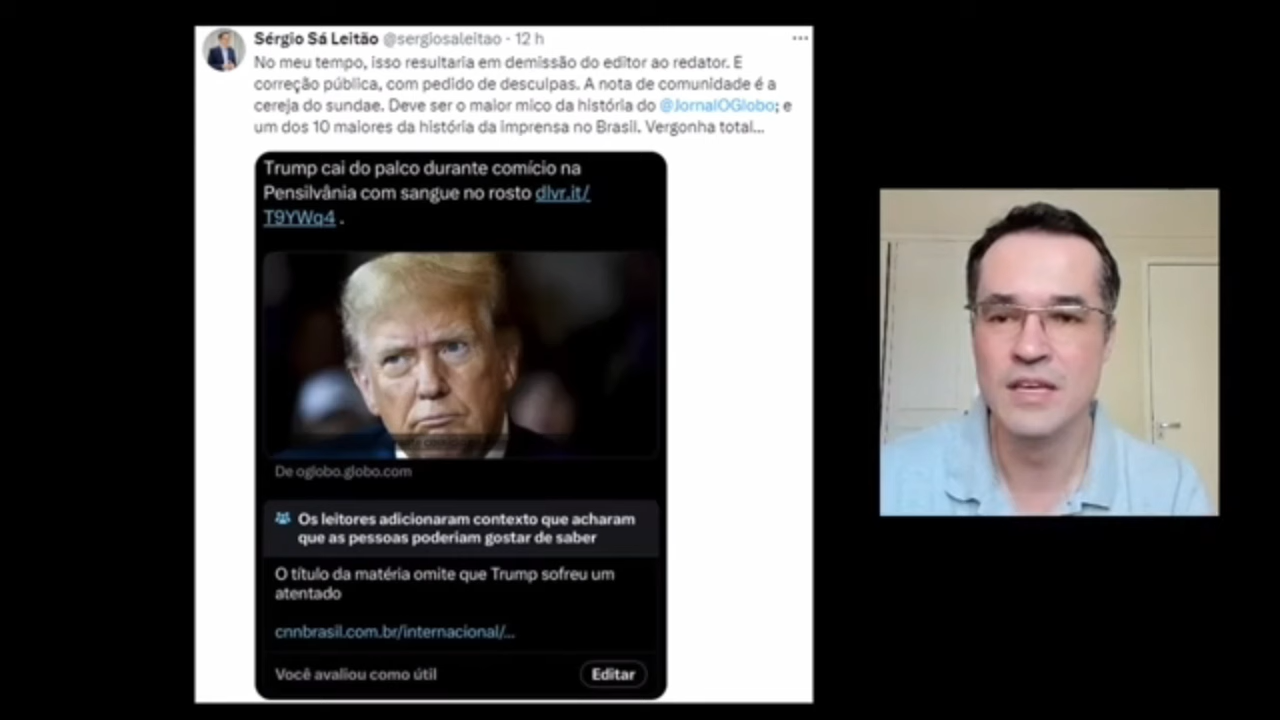 Sérgio Sá Leitão @sergiosaleitao · 12 h
No meu tempo, isso resultaria em demissão do editor ao redator. E
correção pública, com pedido de desculpas. A nota de comunidade é a
cereja do sundae. Deve ser o maior mico da história do @JornalOGlobo; e
um dos 10 maiores da história da imprensa no Brasil. Vergonha total...
Trump cai do palco durante comício na
Pensilvânia com sangue no rosto dlvr.it/
T9YWq4 .
De oglobo.globo.com
Os leitores adicionaram contexto que acharam
que as pessoas poderiam gostar de saber
O título da matéria omite que Trump sofreu um
atentado
cnnbrasil.com.br/internacional/...
Você avaliou como útil
Editar